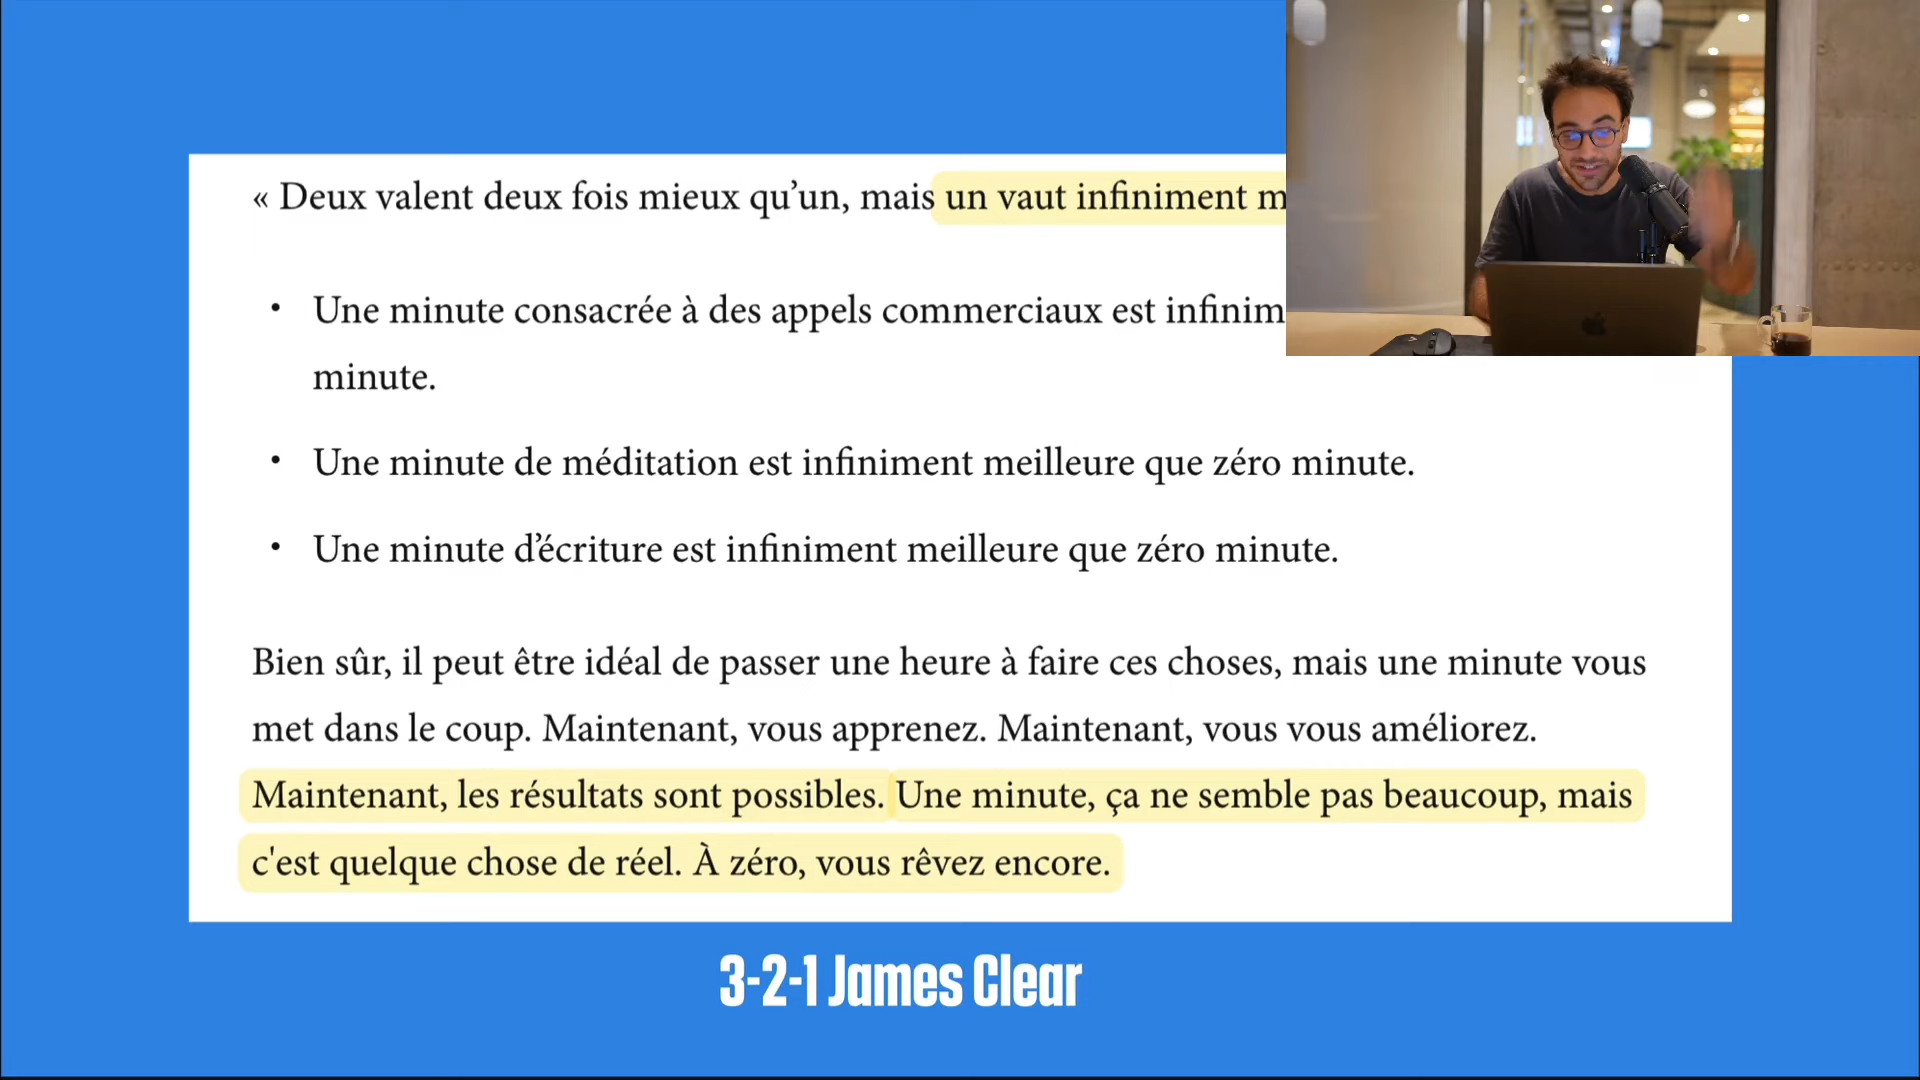 « Deux valent deux fois mieux qu’un, mais un vaut infiniment
• Une minute consacrée à des appels commerciaux est
minute.
• Une minute de méditation est infiniment meilleure que zéro minute.
• Une minute d’écriture est infiniment meilleure que zéro minute.
Bien sûr, il peut être idéal de passer une heure à faire ces choses, mais une minute vous
met dans le coup. Maintenant, vous apprenez. Maintenant, vous vous améliorez.
Maintenant, les résultats sont possibles. Une minute, ça ne semble pas beaucoup, mais
c'est quelque chose de réel. À zéro, vous rêvez encore.
3-2-1 James Clear